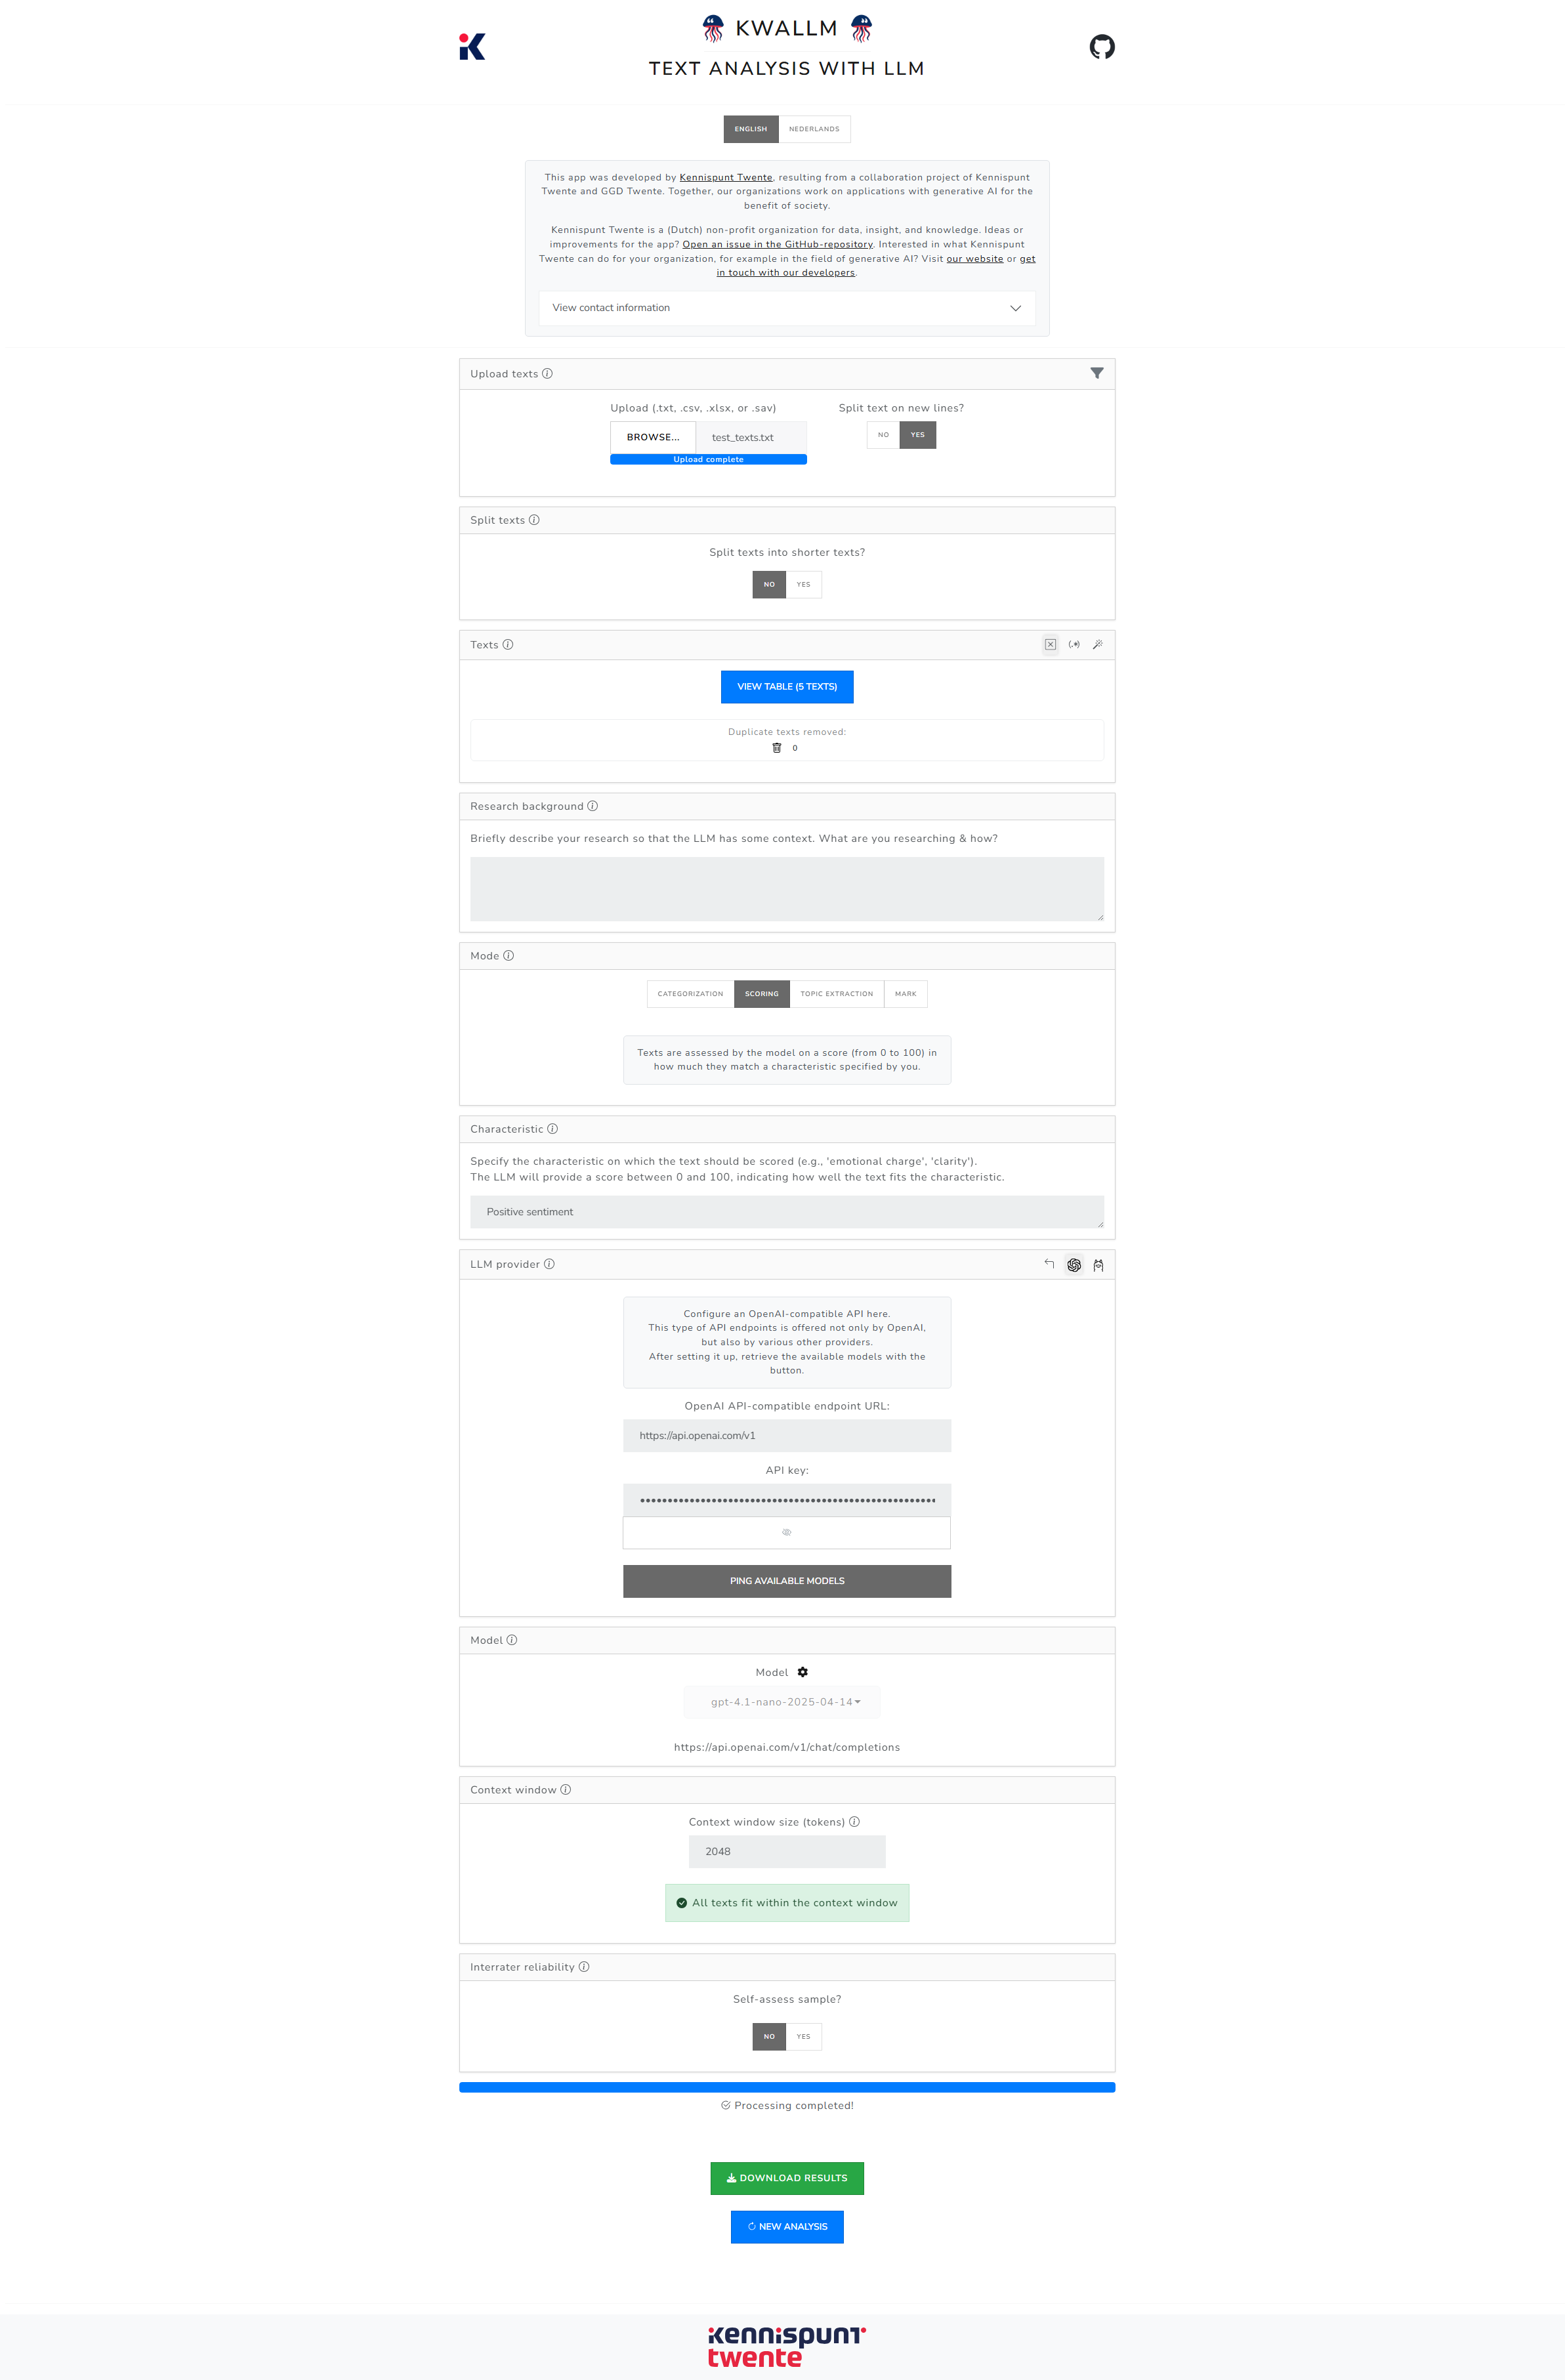 KWALLM
TEXT ANALYSIS WITH LLM
ENGLISH
NEDERLANDS
This app was developed by Kennispunt Twente, resulting from a collaboration project of Kennispunt
Twente and GGD Twente. Together, our organizations work on applications with generative AI for the
benefit of society.
Kennispunt Twente is a (Dutch) non-profit organization for data, insight, and knowledge. Ideas or
improvements for the app? Open an issue in the GitHub-repository. Interested in what Kennispunt
Twente can do for your organization, for example in the field of generative AI? Visit our website or get
in touch with our developers.
View contact information
Upload texts
Upload (.txt, .csv, .xlsx, or .sav)
Split text on new lines?
BROWSE...
test_texts.txt
NO
YES
Upload complete
Split texts
Split texts into shorter texts?
NO
YES
Texts
(.*)
VIEW TABLE (5 TEXTS)
Duplicate texts removed:
0
Research background
Briefly describe your research so that the LLM has some context. What are you researching & how?
Mode
CATEGORIZATION
SCORING
TOPIC EXTRACTION
MARK
Texts are assessed by the model on a score (from 0 to 100) in
how much they match a characteristic specified by you.
Characteristic
Specify the characteristic on which the text should be scored (e.g., 'emotional charge', 'clarity').
The LLM will provide a score between 0 and 100, indicating how well the text fits the characteristic.
Positive sentiment
LLM provider
Configure an OpenAI-compatible API here.
This type of API endpoints is offered not only by OpenAI,
but also by various other providers.
After setting it up, retrieve the available models with the
button.
OpenAI API-compatible endpoint URL:
https://api.openai.com/v1
API key:
PING AVAILABLE MODELS
Model
Model
gpt-4.1-nano-2025-04-14
https://api.openai.com/v1/chat/completions
Context window
Context window size (tokens)
2048
All texts fit within the context window
Interrater reliability
Self-assess sample?
NO
YES
Processing completed!
DOWNLOAD RESULTS
NEW ANALYSIS
kennispunt
twente